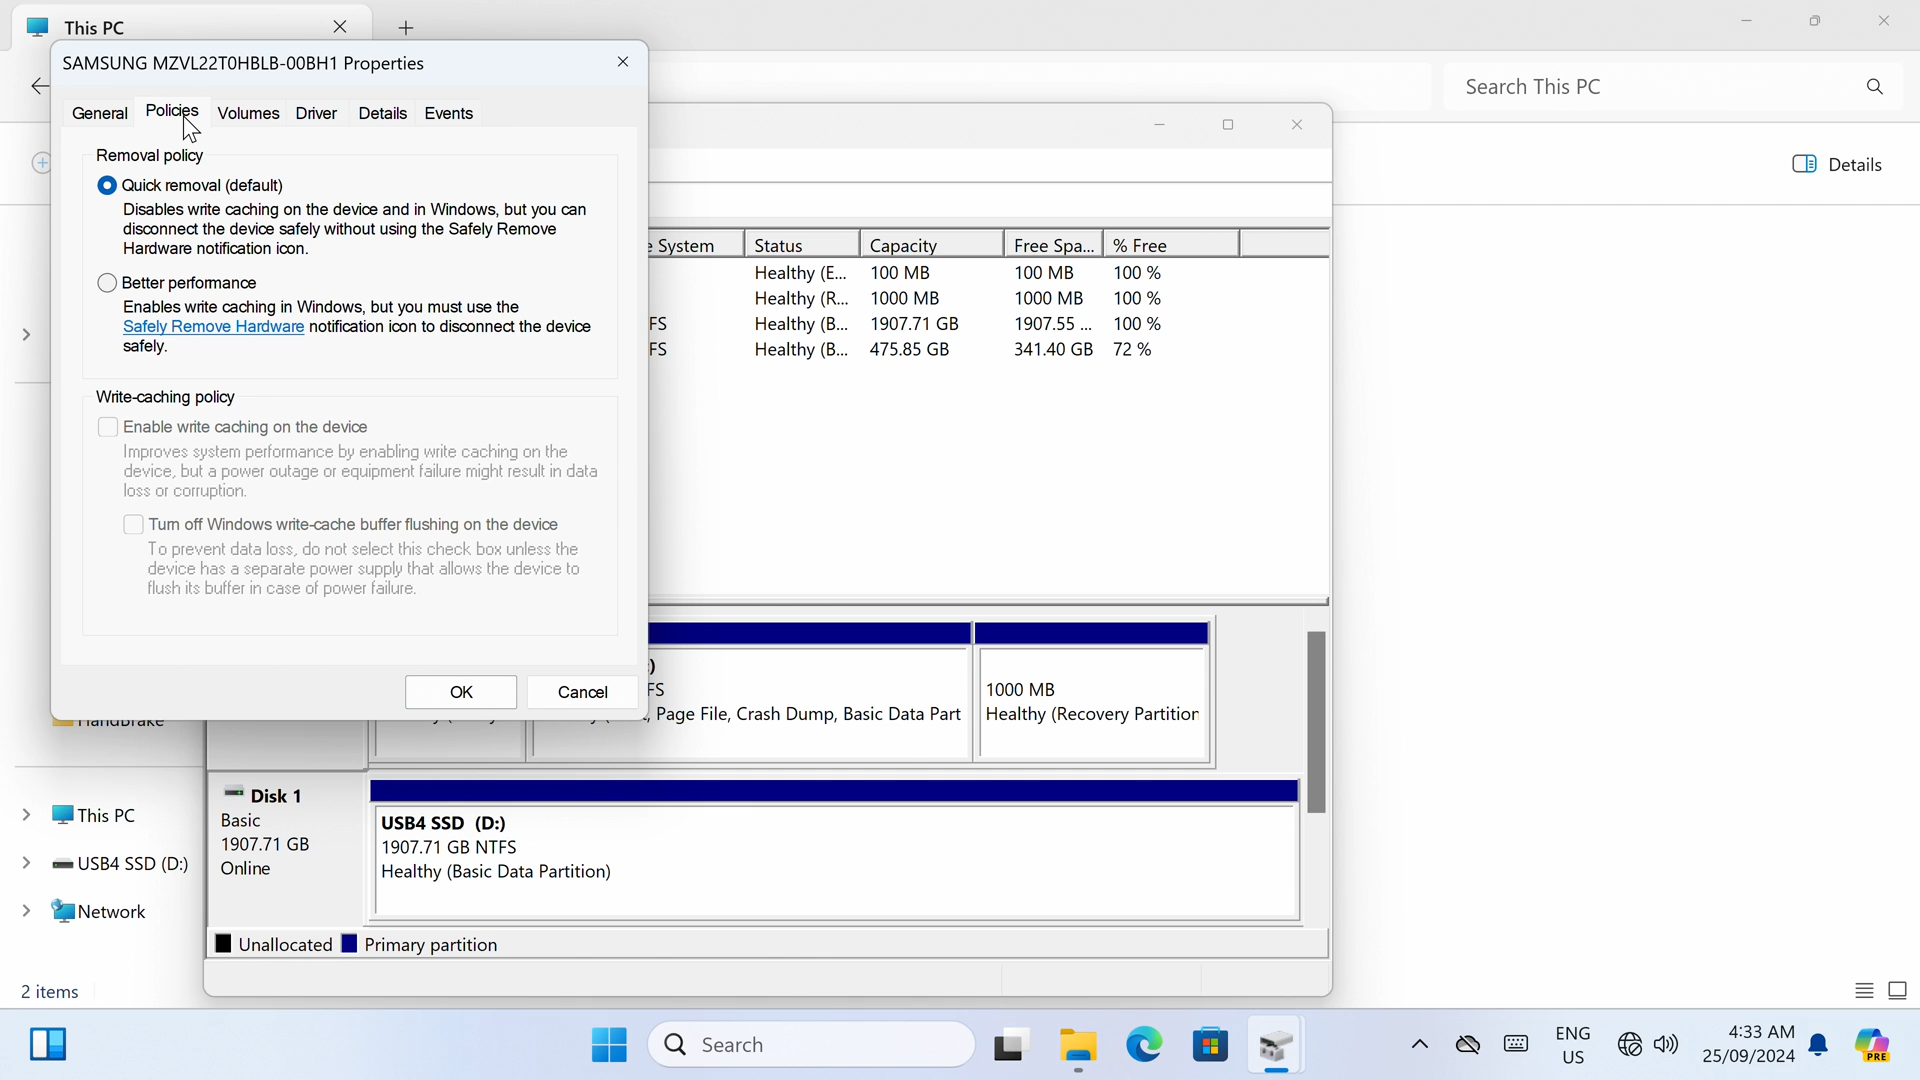 This PC
Search This PC
Details
SAMSUNG MZVL22T0HBLB-00BH1 Properties
General
Policies
Volumes
Driver
Details
Events
Removal policy
Quick removal (default)
Disables write caching on the device and in Windows, but you can
disconnect the device safely without using the Safely Remove
Hardware notification icon.
Better performance
Enables write caching in Windows, but you must use the
Safely Remove Hardware notification icon to disconnect the device
safely.
Write-caching policy
Enable write caching on the device
Improves system performance by enabling write caching on the
device, but a power outage or equipment failure might result in data
loss or corruption.
Turn off Windows write-cache buffer flushing on the device
To prevent data loss, do not select this check box unless the
device has a separate power supply that allows the device to
flush its buffer in case of power failure.
OK
Cancel
System Status Capacity Free Spa... % Free
Healthy (E... 100 MB 100 MB 100 %
Healthy (R... 1000 MB 1000 MB 100 %
FS Healthy (B... 1907.71 GB 1907.55 ... 100 %
FS Healthy (B... 475.85 GB 341.40 GB 72 %
FS
Page File, Crash Dump, Basic Data Part
1000 MB
Healthy (Recovery Partition
HandBrake
This PC
USB4 SSD (D:)
Network
2 items
Disk 1
Basic
1907.71 GB
Online
USB4 SSD (D:)
1907.71 GB NTFS
Healthy (Basic Data Partition)
Unallocated
Primary partition
Search
ENG
US
4:33 AM
25/09/2024
PRE